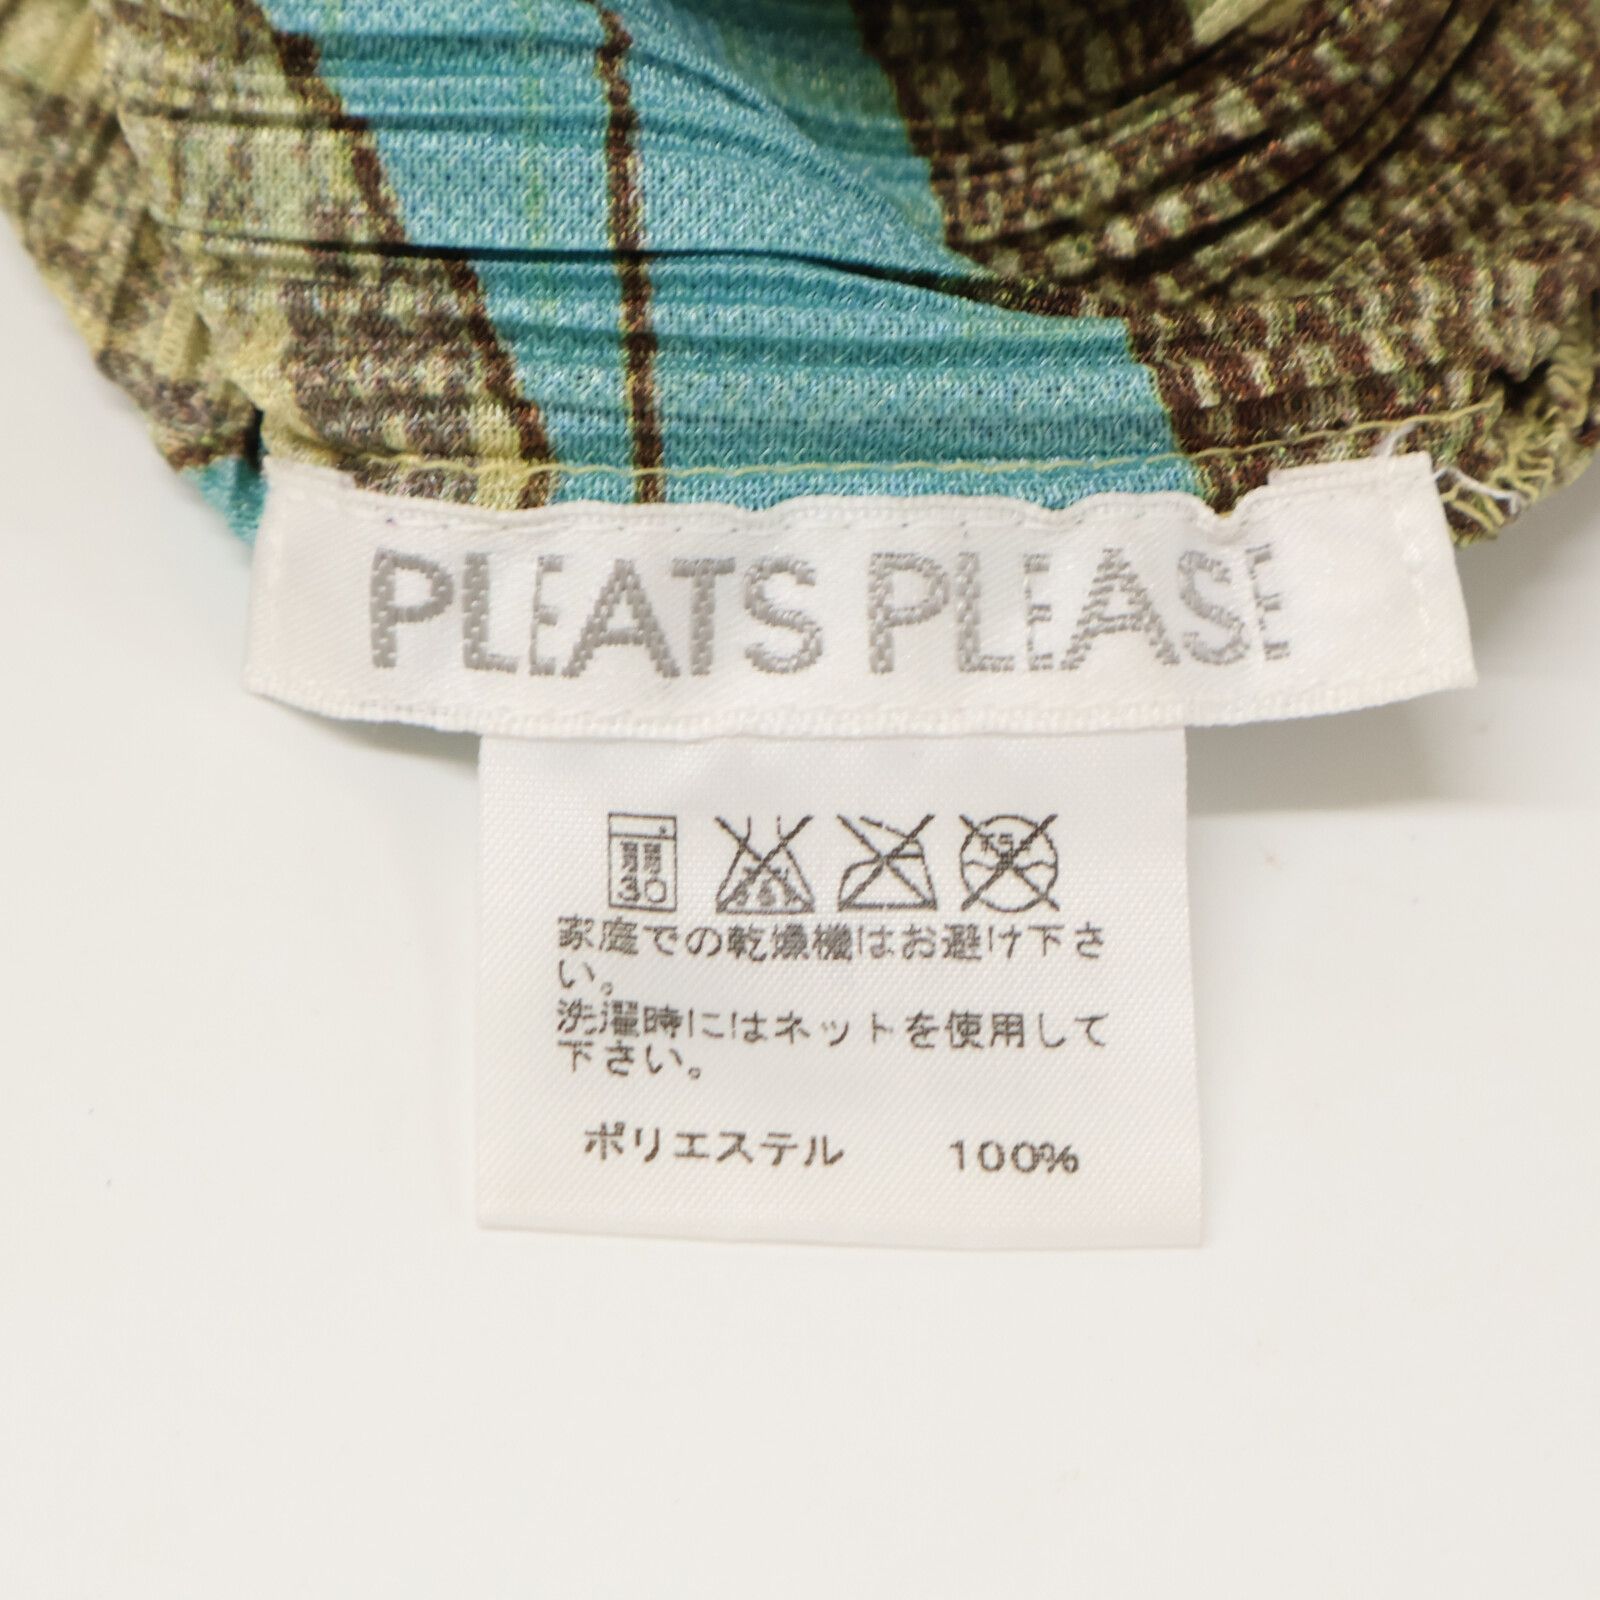 PLEATS PLEASE
家庭での乾燥機はお避け下さ
い。
洗濯時にはネットを使用して
下さい。
ポリエステル 100%